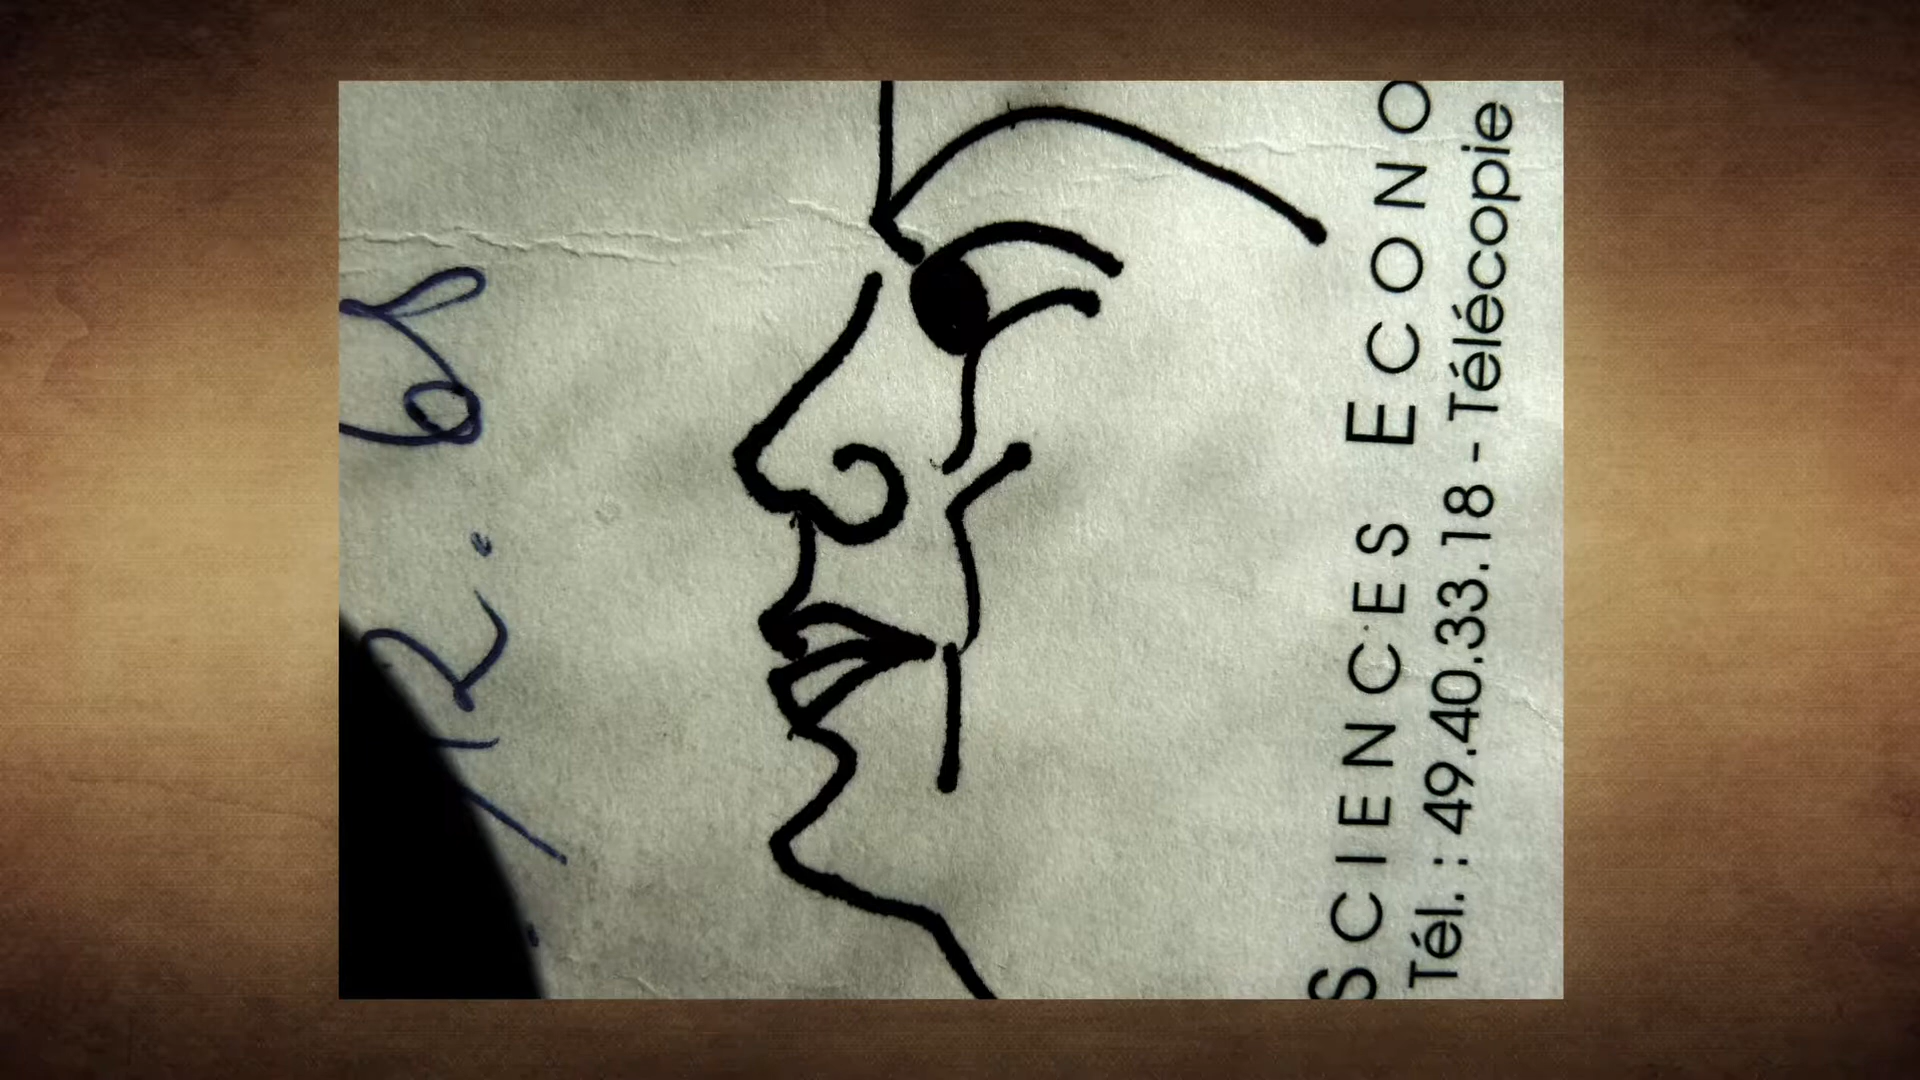 SCIENCES ECONO
Tél. : 49.40.33.18 - Télécopie